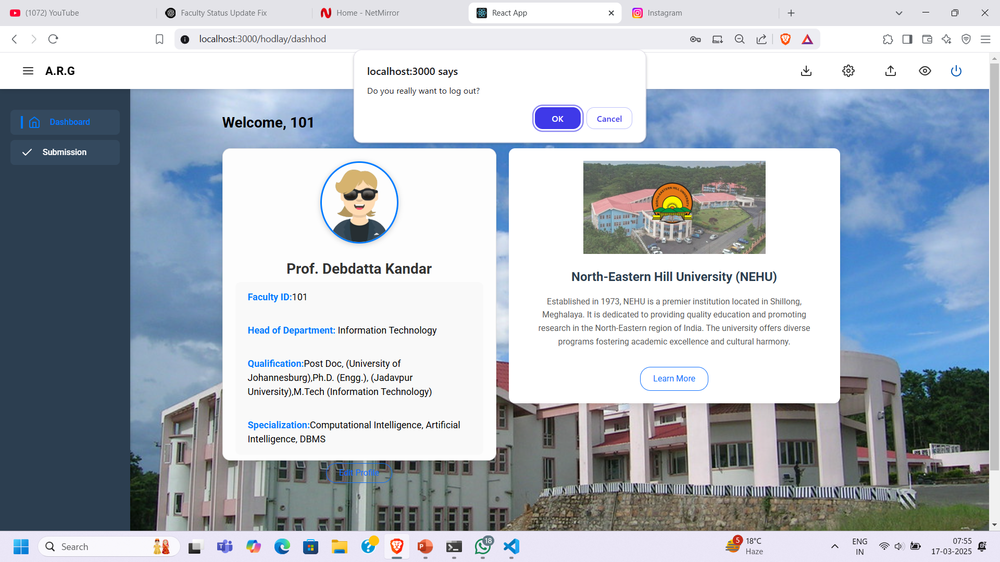 (1072) YouTube
Faculty Status Update Fix
Home - NetMirror
React App
Instagram
localhost:3000/hodlay/dashhod
A.R.G
localhost:3000 says
Do you really want to log out?
OK
Cancel
Dashboard
Submission
Welcome, 101
Prof. Debdatta Kandar
Faculty ID:101
Head of Department: Information Technology
Qualification:Post Doc, (University of
Johannesburg),Ph.D. (Engg.), (Jadavpur
University),M.Tech (Information Technology)
Specialization:Computational Intelligence, Artificial
Intelligence, DBMS
Edit Profile
NORTH-EASTERN HILL UNIVERSITY
North-Eastern Hill University (NEHU)
Established in 1973, NEHU is a premier institution located in Shillong,
Meghalaya. It is dedicated to providing quality education and promoting
research in the North-Eastern region of India. The university offers diverse
programs fostering academic excellence and cultural harmony.
Learn More
Search
18
5
18°C
Haze
ENG
IN
07:55
17-03-2025